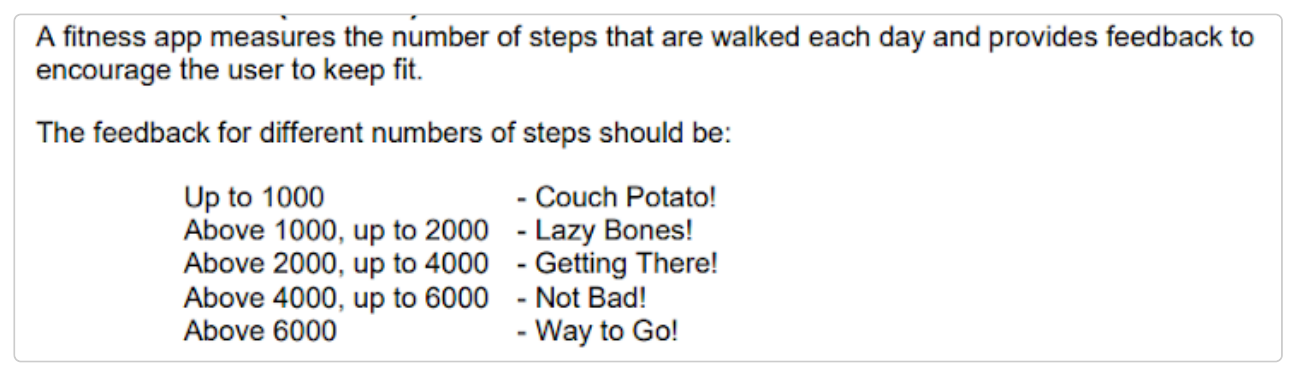 A fitness app measures the number of steps that are walked each day and provides feedback to
encourage the user to keep fit.
The feedback for different numbers of steps should be:
Up to 1000 - Couch Potato!
Above 1000, up to 2000 - Lazy Bones!
Above 2000, up to 4000 - Getting There!
Above 4000, up to 6000 - Not Bad!
Above 6000 - Way to Go!